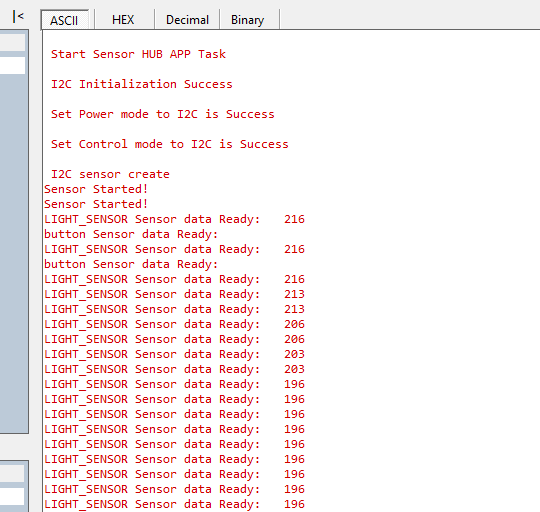 |<
ASCII HEX Decimal Binary
Start Sensor HUB APP Task
I2C Initialization Success
Set Power mode to I2C is Success
Set Control mode to I2C is Success
I2C sensor create
Sensor Started!
Sensor Started!
LIGHT_SENSOR Sensor data Ready: 216
button Sensor data Ready:
LIGHT_SENSOR Sensor data Ready: 216
button Sensor data Ready:
LIGHT_SENSOR Sensor data Ready: 216
LIGHT_SENSOR Sensor data Ready: 213
LIGHT_SENSOR Sensor data Ready: 213
LIGHT_SENSOR Sensor data Ready: 206
LIGHT_SENSOR Sensor data Ready: 206
LIGHT_SENSOR Sensor data Ready: 203
LIGHT_SENSOR Sensor data Ready: 203
LIGHT_SENSOR Sensor data Ready: 196
LIGHT_SENSOR Sensor data Ready: 196
LIGHT_SENSOR Sensor data Ready: 196
LIGHT_SENSOR Sensor data Ready: 196
LIGHT_SENSOR Sensor data Ready: 196
LIGHT_SENSOR Sensor data Ready: 196
LIGHT_SENSOR Sensor data Ready: 196
LIGHT_SENSOR Sensor data Ready: 196
LIGHT_SENSOR Sensor data Ready: 196